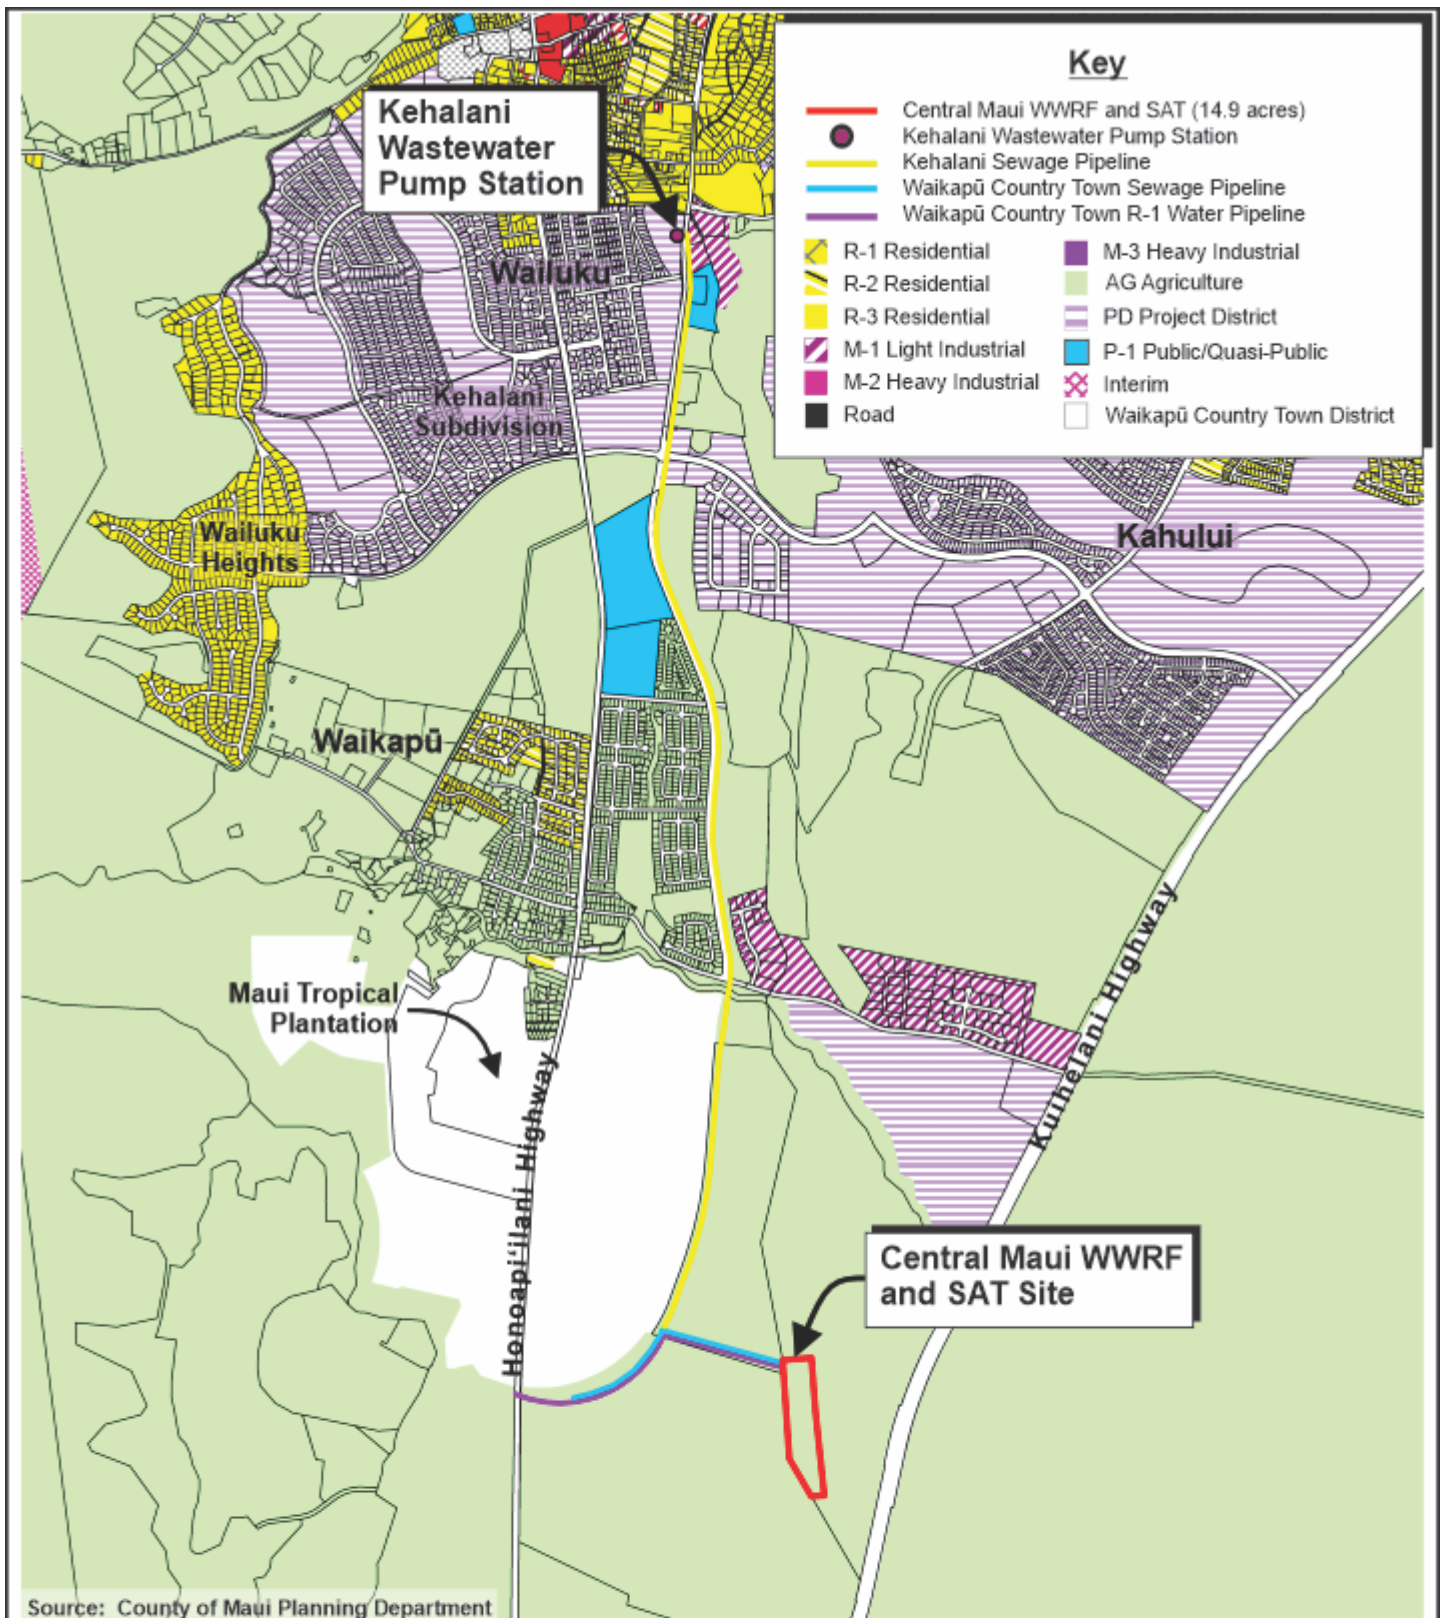 Key
Central Maui WWRF and SAT (14.9 acres)
Kehalani Wastewater Pump Station
Kehalani Sewage Pipeline
Waikapū Country Town Sewage Pipeline
Waikapū Country Town R-1 Water Pipeline
R-1 Residential
R-2 Residential
R-3 Residential
M-1 Light Industrial
M-2 Heavy Industrial
Road
M-3 Heavy Industrial
AG Agriculture
PD Project District
P-1 Public/Quasi-Public
Interim
Waikapū Country Town District
Kehalani
Wastewater
Pump Station
Wailuku
Kehalani
Subdivision
Wailuku
Heights
Kahului
Waikapū
Maui Tropical
Plantation
Honoapi‘ilani Highway
Kuihelani Highway
Central Maui WWRF
and SAT Site
Source: County of Maui Planning Department